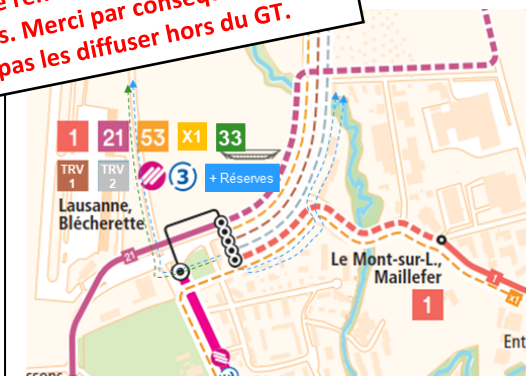 s. Merci par conséq
pas les diffuser hors du GT.
1 21 53 X1 33
TRV 1 TRV 2 3 + Réserves
Lausanne,
Blécherette
21
Le Mont-sur-L.,
Maillefer
1
1
X1
Ent